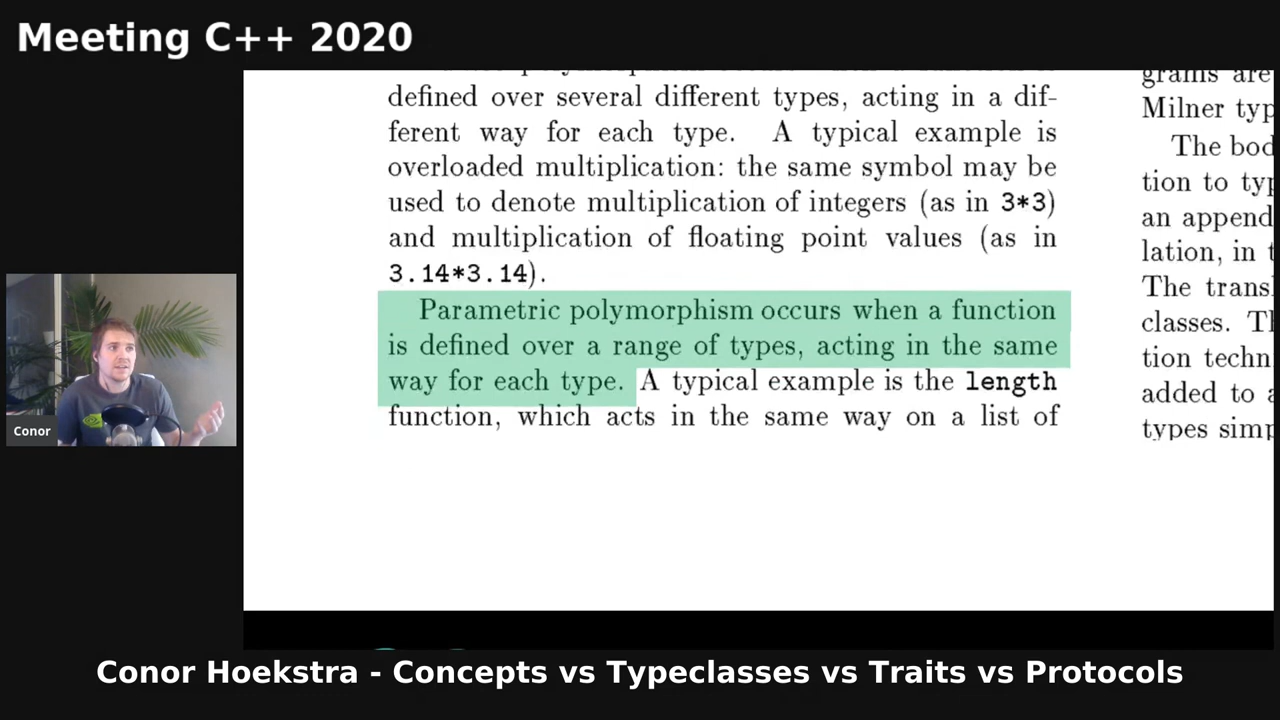 Meeting C++ 2020
defined over several different types, acting in a dif-
ferent way for each type. A typical example is
overloaded multiplication: the same symbol may be
used to denote multiplication of integers (as in 3*3)
and multiplication of floating point values (as in
3.14*3.14).
Parametric polymorphism occurs when a function
is defined over a range of types, acting in the same
way for each type. A typical example is the length
function, which acts in the same way on a list of
grams are
Milner typ
The bod
tion to typ
an append
lation, in t
The transl
classes. Th
tion techn
added to a
types simp
Conor
Conor Hoekstra - Concepts vs Typeclasses vs Traits vs Protocols